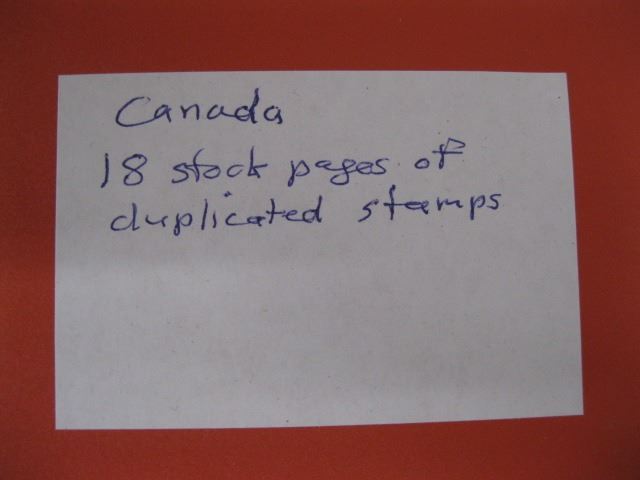 Canada
18 stock pages of
duplicated stamps